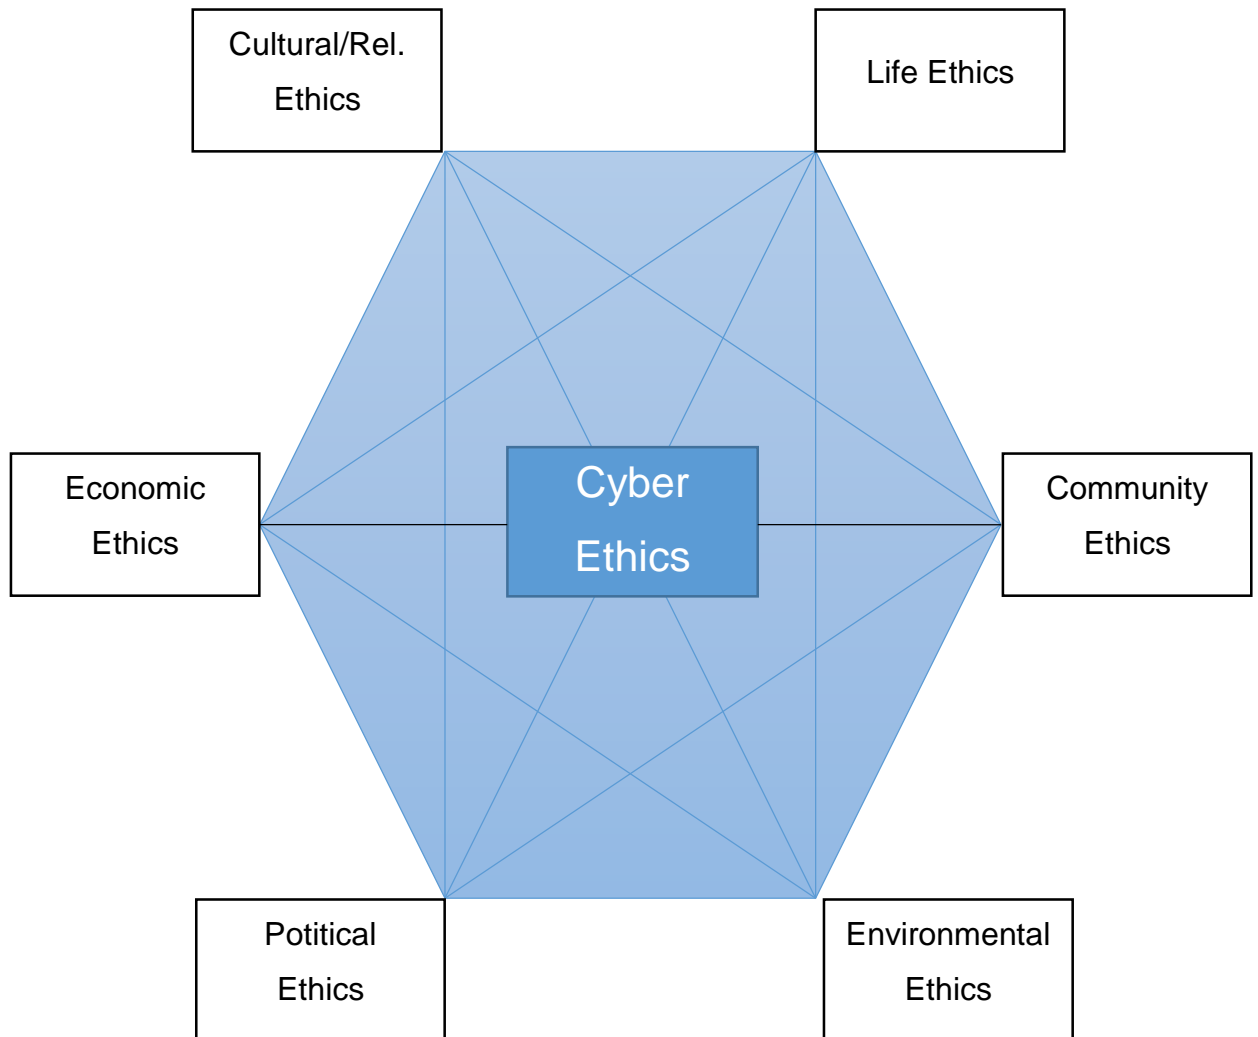 Cultural/Rel.
Ethics
Life Ethics
Economic
Ethics
Cyber
Ethics
Community
Ethics
Potitical
Ethics
Environmental
Ethics